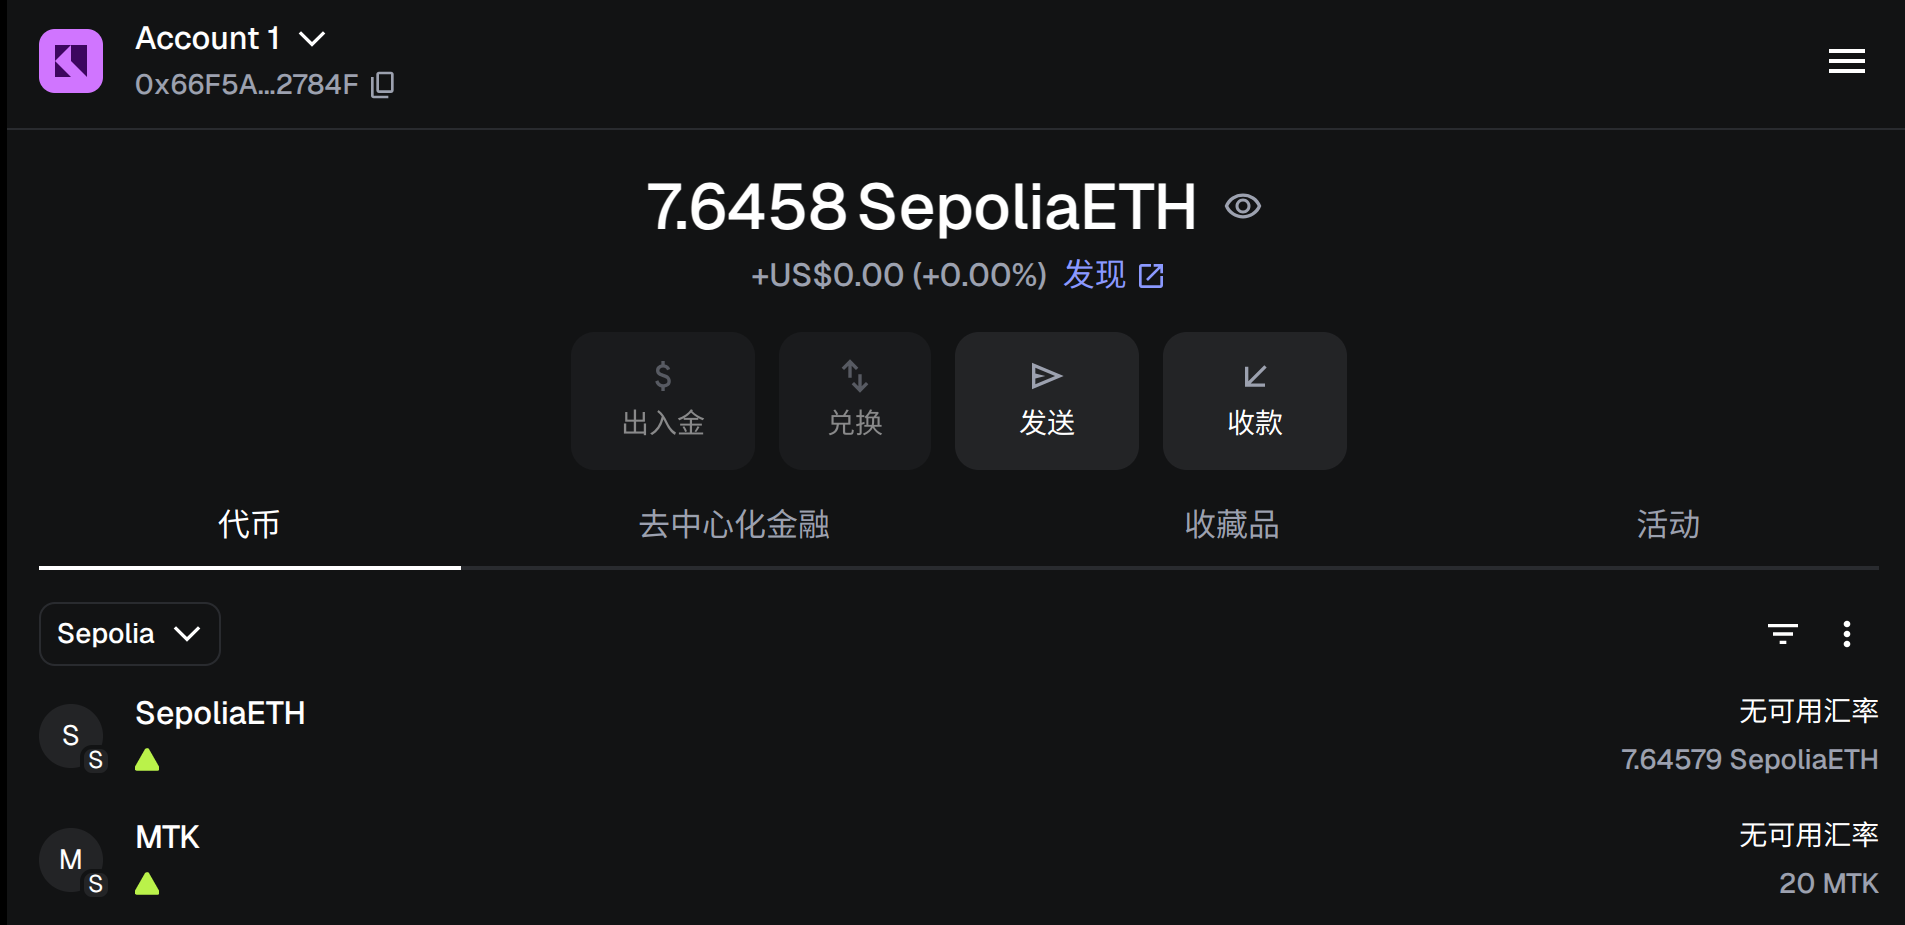 Account 1
0x66F5A...2784F
7.6458 SepoliaETH
+US$0.00 (+0.00%) 发现
$
出入金
兑换
发送
收款
代币
去中心化金融
收藏品
活动
Sepolia
S
S
SepoliaETH
无可用汇率
7.64579 SepoliaETH
M
S
MTK
无可用汇率
20 MTK